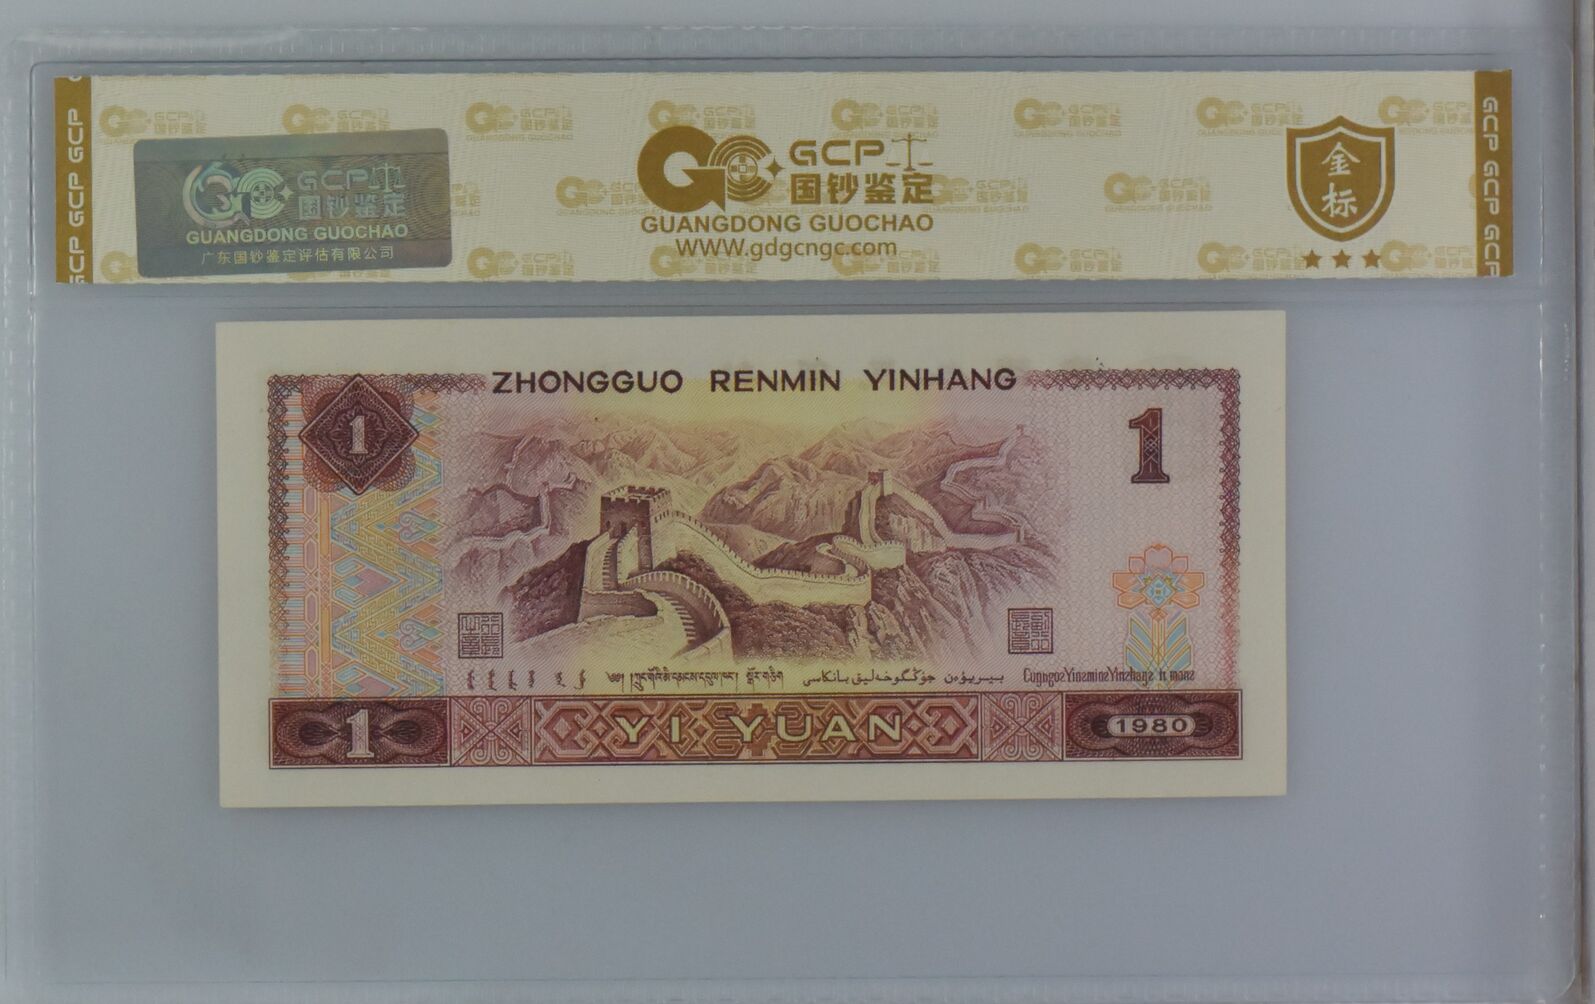 GCP
国钞鉴定
GUANGDONG GUOCHAO
广东国钞鉴定评估有限公司
GCP
国钞鉴定
GUANGDONG GUOCHAO
WWW.gdgcngc.com
金
标
GCP GCP
GCP GCP GCP
ZHONGGUO RENMIN YINHANG
1
1
1
YI YUAN
1980